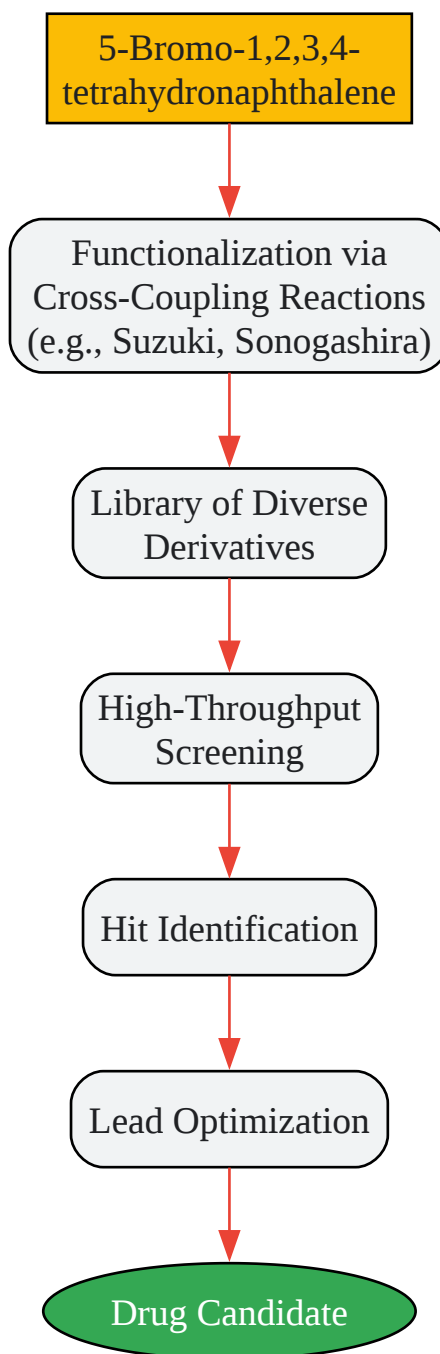 5-Bromo-1,2,3,4-
tetrahydronaphthalene
Functionalization via
Cross-Coupling Reactions
(e.g., Suzuki, Sonogashira)
Library of Diverse
Derivatives
High-Throughput
Screening
Hit Identification
Lead Optimization
Drug Candidate